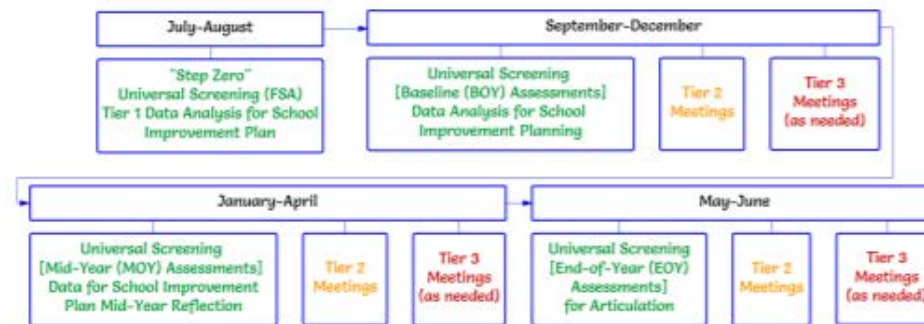 July-August
September-December
"Step Zero"
Universal Screening (FSA)
Tier 1 Data Analysis for School
Improvement Plan
Universal Screening
[Baseline (BOY) Assessments]
Data Analysis for School
Improvement Planning
Tier 2
Meetings
Tier 3
Meetings
(as needed)
January-April
May-June
Universal Screening
[Mid-Year (MOY) Assessments]
Data for School Improvement
Plan Mid-Year Reflection
Tier 2
Meetings
Tier 3
Meetings
(as needed)
Universal Screening
[End-of-Year (EOY)
Assessments]
for Articulation
Tier 2
Meetings
Tier 3
Meetings
(as needed)